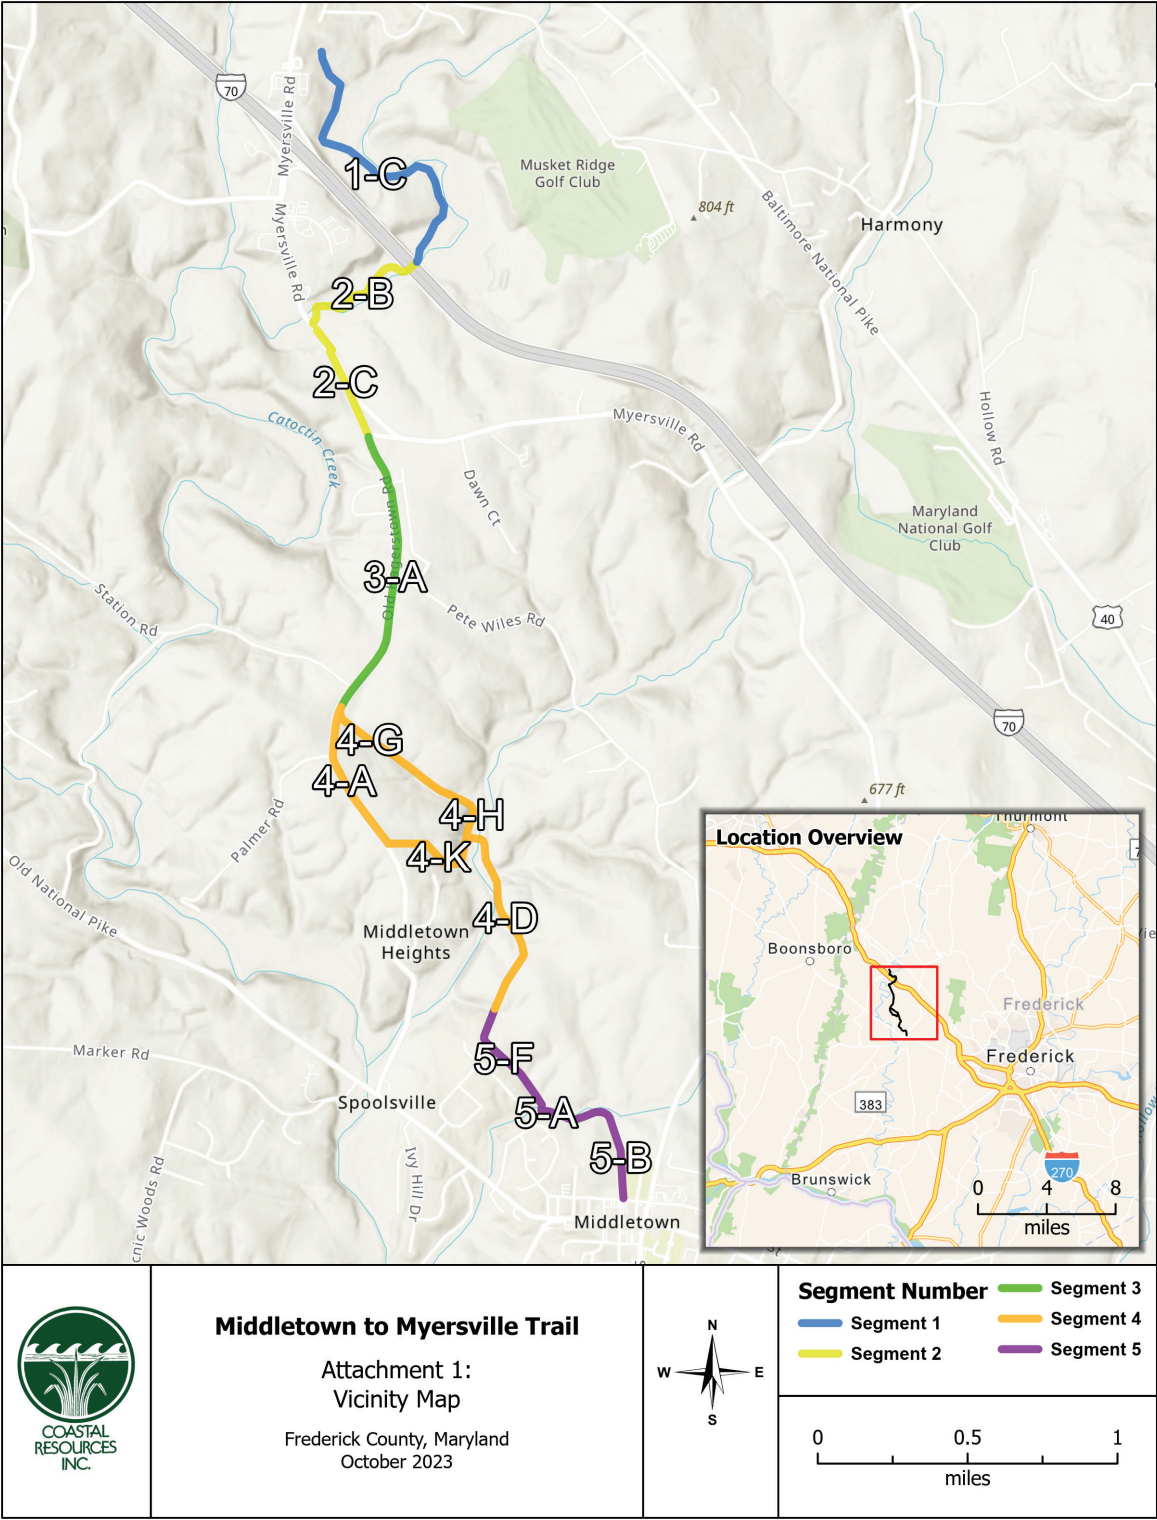 70
Myersville Rd
1-C
Musket Ridge
Golf Club
804 ft
Baltimore National Pike
Harmony
Myersville Rd
2-B
2-C
Catoctin Creek
Myersville Rd
Hollow Rd
Dawn Ct
Maryland
National Golf
Club
3-A
Station Rd
Pete Wiles Rd
40
70
4-G
4-A
677 ft
4-H
Palmer Rd
4-K
Old National Pike
4-D
Middletown
Heights
Marker Rd
5-F
Spoolsville
5-A
5-B
Ivy Hill Dr
cnic Woods Rd
Middletown
Location Overview
Thurmont
Boonsboro
Frederick
Frederick
383
Brunswick
270
0 4 8
miles
COASTAL
RESOURCES
INC.
Middletown to Myersville Trail
Attachment 1:
Vicinity Map
Frederick County, Maryland
October 2023
N
W E
S
Segment Number
Segment 1
Segment 2
Segment 3
Segment 4
Segment 5
0 0.5 1
miles